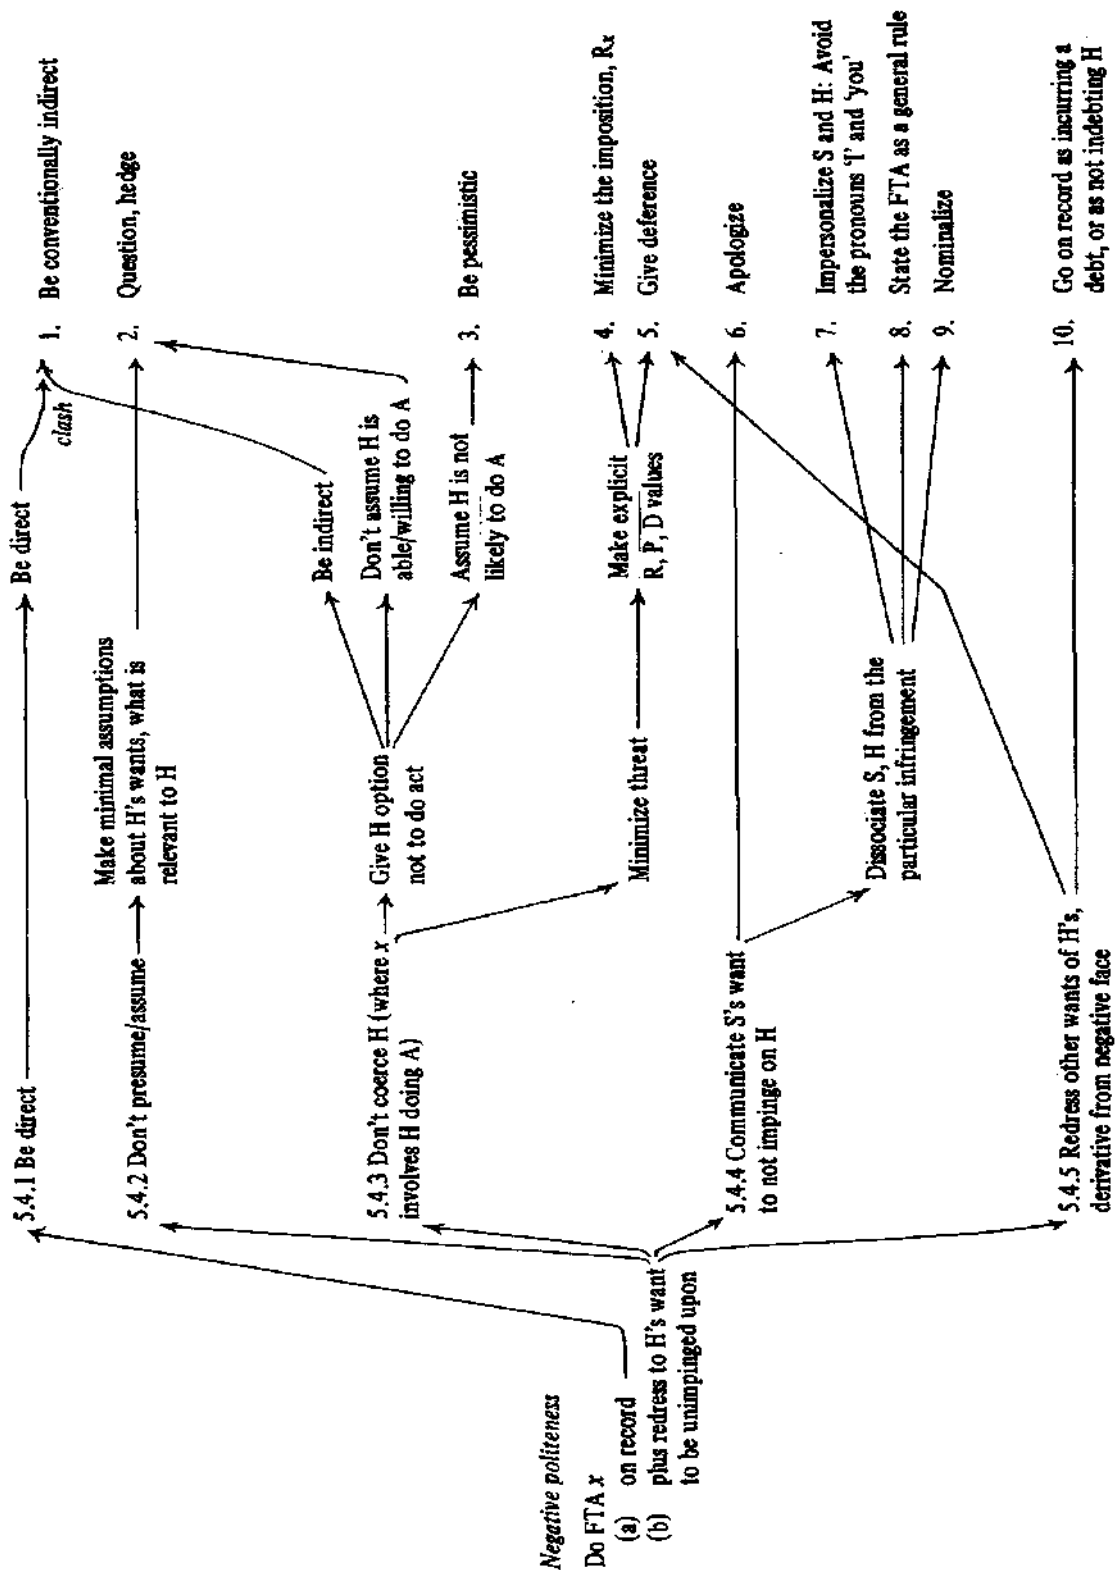 Negative politeness
Do FTA x
(a) on record
(b) plus redress to H's want
to be unimpinged upon
5.4.1 Be direct
Be direct
clash
1. Be conventionally indirect
5.4.2 Don't presume/assume
Make minimal assumptions
about H's wants, what is
relevant to H
2. Question, hedge
5.4.3 Don't coerce H (where x
involves H doing A)
Give H option
not to do act
Be indirect
Don't assume H is
able/willing to do A
Assume H is not
likely to do A
3. Be pessimistic
Minimize threat
Make explicit
R, P, D values
4. Minimize the imposition, Rx
5. Give deference
5.4.4 Communicate S's want
to not impinge on H
6. Apologize
Dissociate S, H from the
particular infringement
7. Impersonalize S and H: Avoid
the pronouns 'I' and 'you'
8. State the FTA as a general rule
9. Nominalize
5.4.5 Redress other wants of H's,
derivative from negative face
10. Go on record as incurring a
debt, or as not indebting H